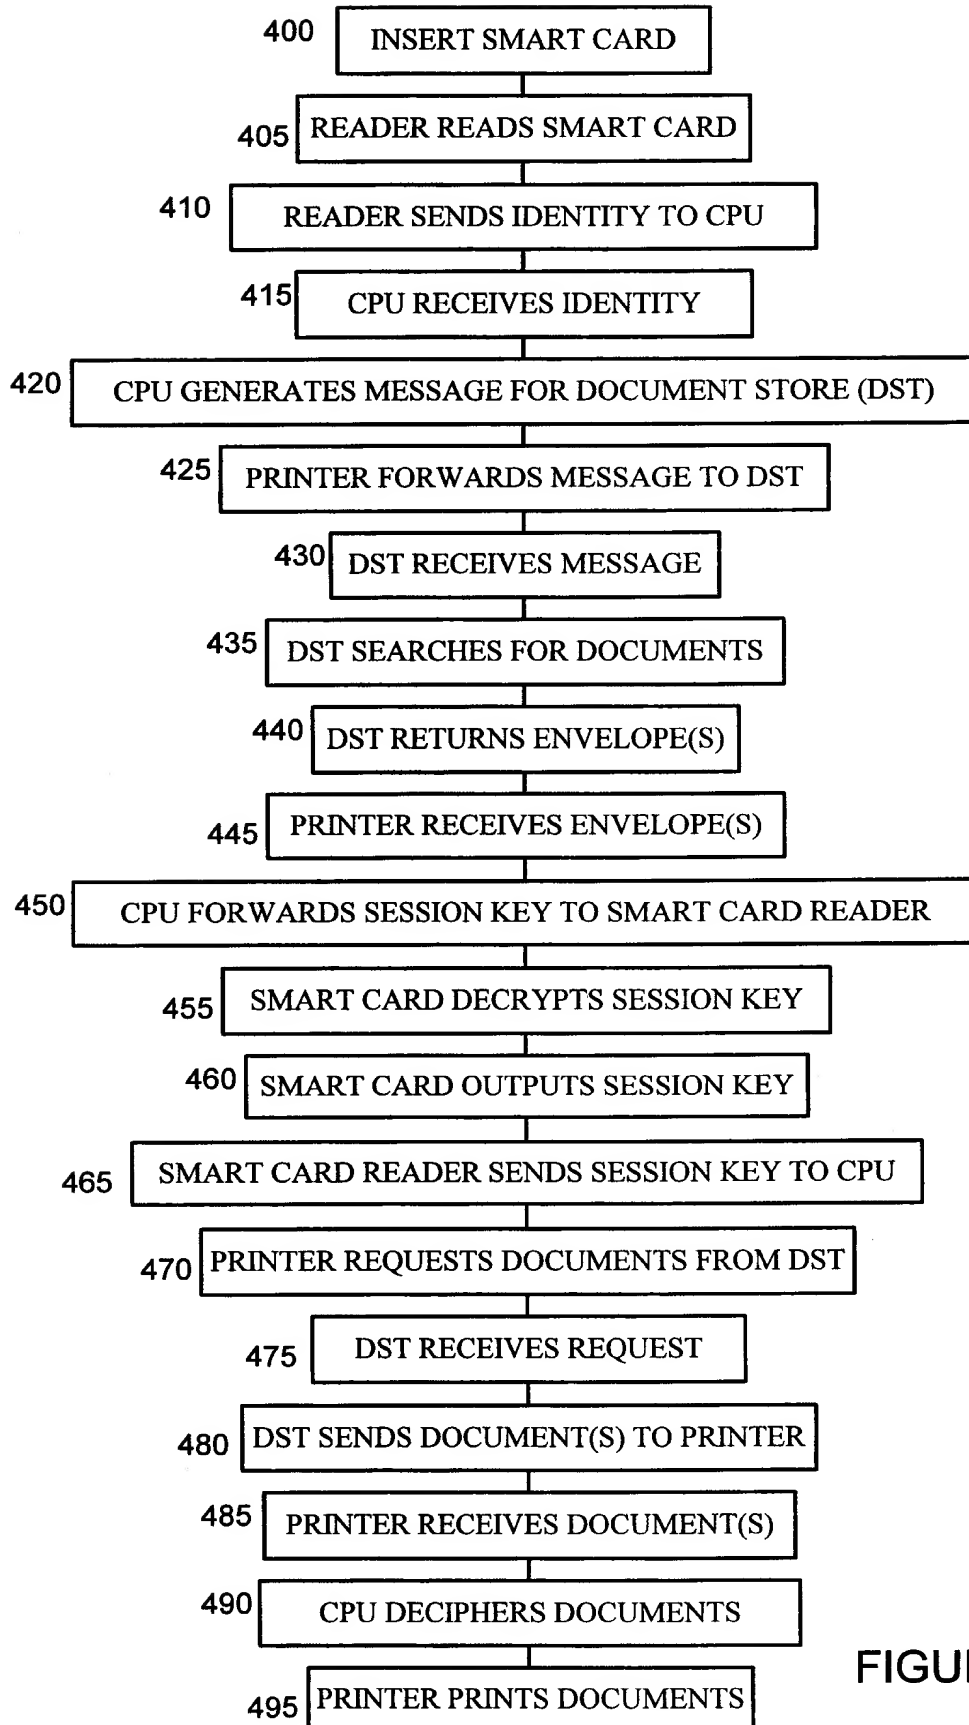 400 INSERT SMART CARD
405 READER READS SMART CARD
410 READER SENDS IDENTITY TO CPU
415 CPU RECEIVES IDENTITY
420 CPU GENERATES MESSAGE FOR DOCUMENT STORE (DST)
425 PRINTER FORWARDS MESSAGE TO DST
430 DST RECEIVES MESSAGE
435 DST SEARCHES FOR DOCUMENTS
440 DST RETURNS ENVELOPE(S)
445 PRINTER RECEIVES ENVELOPE(S)
450 CPU FORWARDS SESSION KEY TO SMART CARD READER
455 SMART CARD DECRYPTS SESSION KEY
460 SMART CARD OUTPUTS SESSION KEY
465 SMART CARD READER SENDS SESSION KEY TO CPU
470 PRINTER REQUESTS DOCUMENTS FROM DST
475 DST RECEIVES REQUEST
480 DST SENDS DOCUMENT(S) TO PRINTER
485 PRINTER RECEIVES DOCUMENT(S)
490 CPU DECIPHERS DOCUMENTS
495 PRINTER PRINTS DOCUMENTS